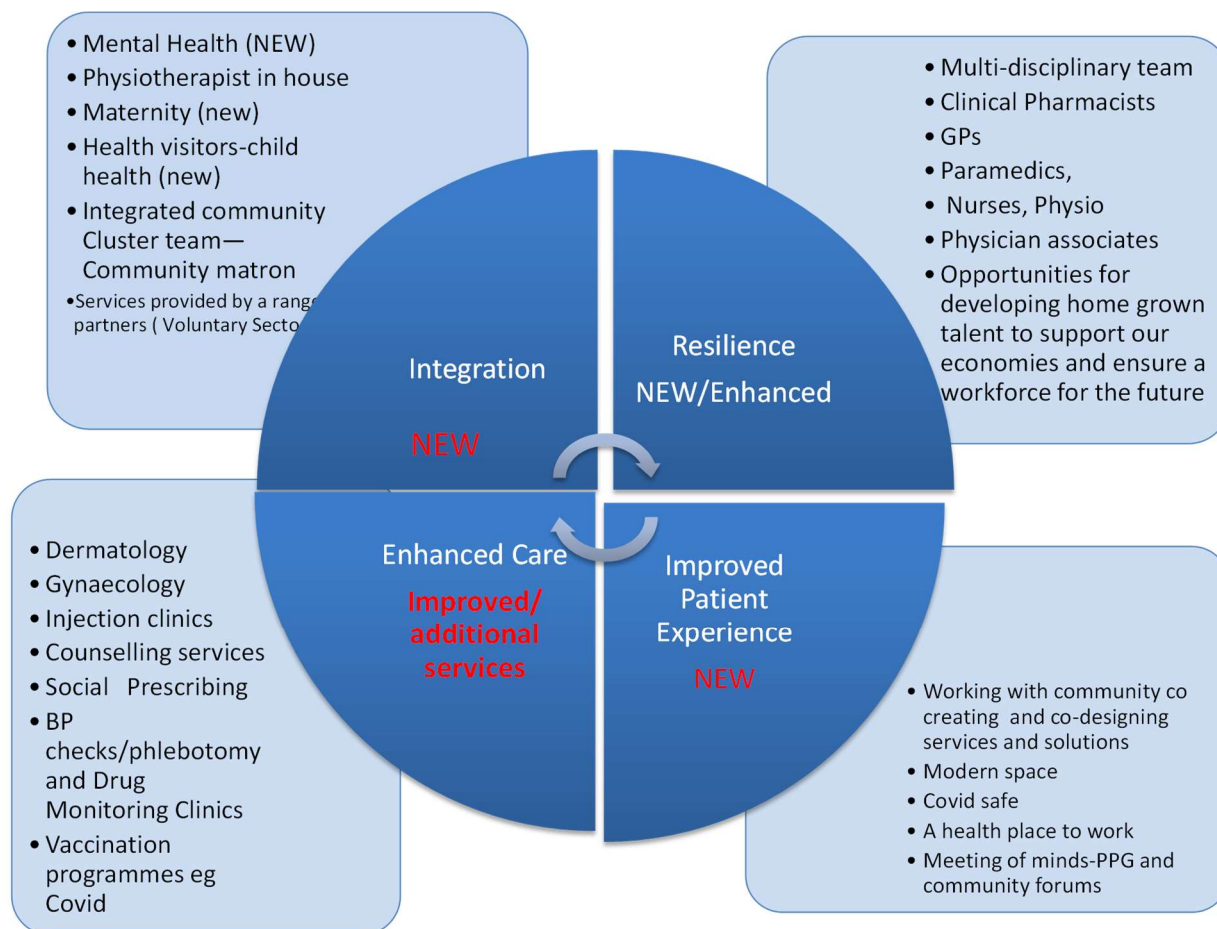 • Mental Health (NEW)
• Physiotherapist in house
• Maternity (new)
• Health visitors-child
health (new)
• Integrated community
Cluster team—
Community matron
•Services provided by a range
partners ( Voluntary Secto
Integration
NEW
• Multi-disciplinary team
• Clinical Pharmacists
• GPs
• Paramedics,
• Nurses, Physio
• Physician associates
• Opportunities for
developing home grown
talent to support our
economies and ensure a
workforce for the future
Resilience
NEW/Enhanced
• Dermatology
• Gynaecology
• Injection clinics
• Counselling services
• Social Prescribing
• BP
checks/phlebotomy
and Drug
Monitoring Clinics
• Vaccination
programmes eg
Covid
Enhanced Care
Improved/
additional
services
Improved
Patient
Experience
NEW
• Working with community co
creating and co-designing
services and solutions
• Modern space
• Covid safe
• A health place to work
• Meeting of minds-PPG and
community forums